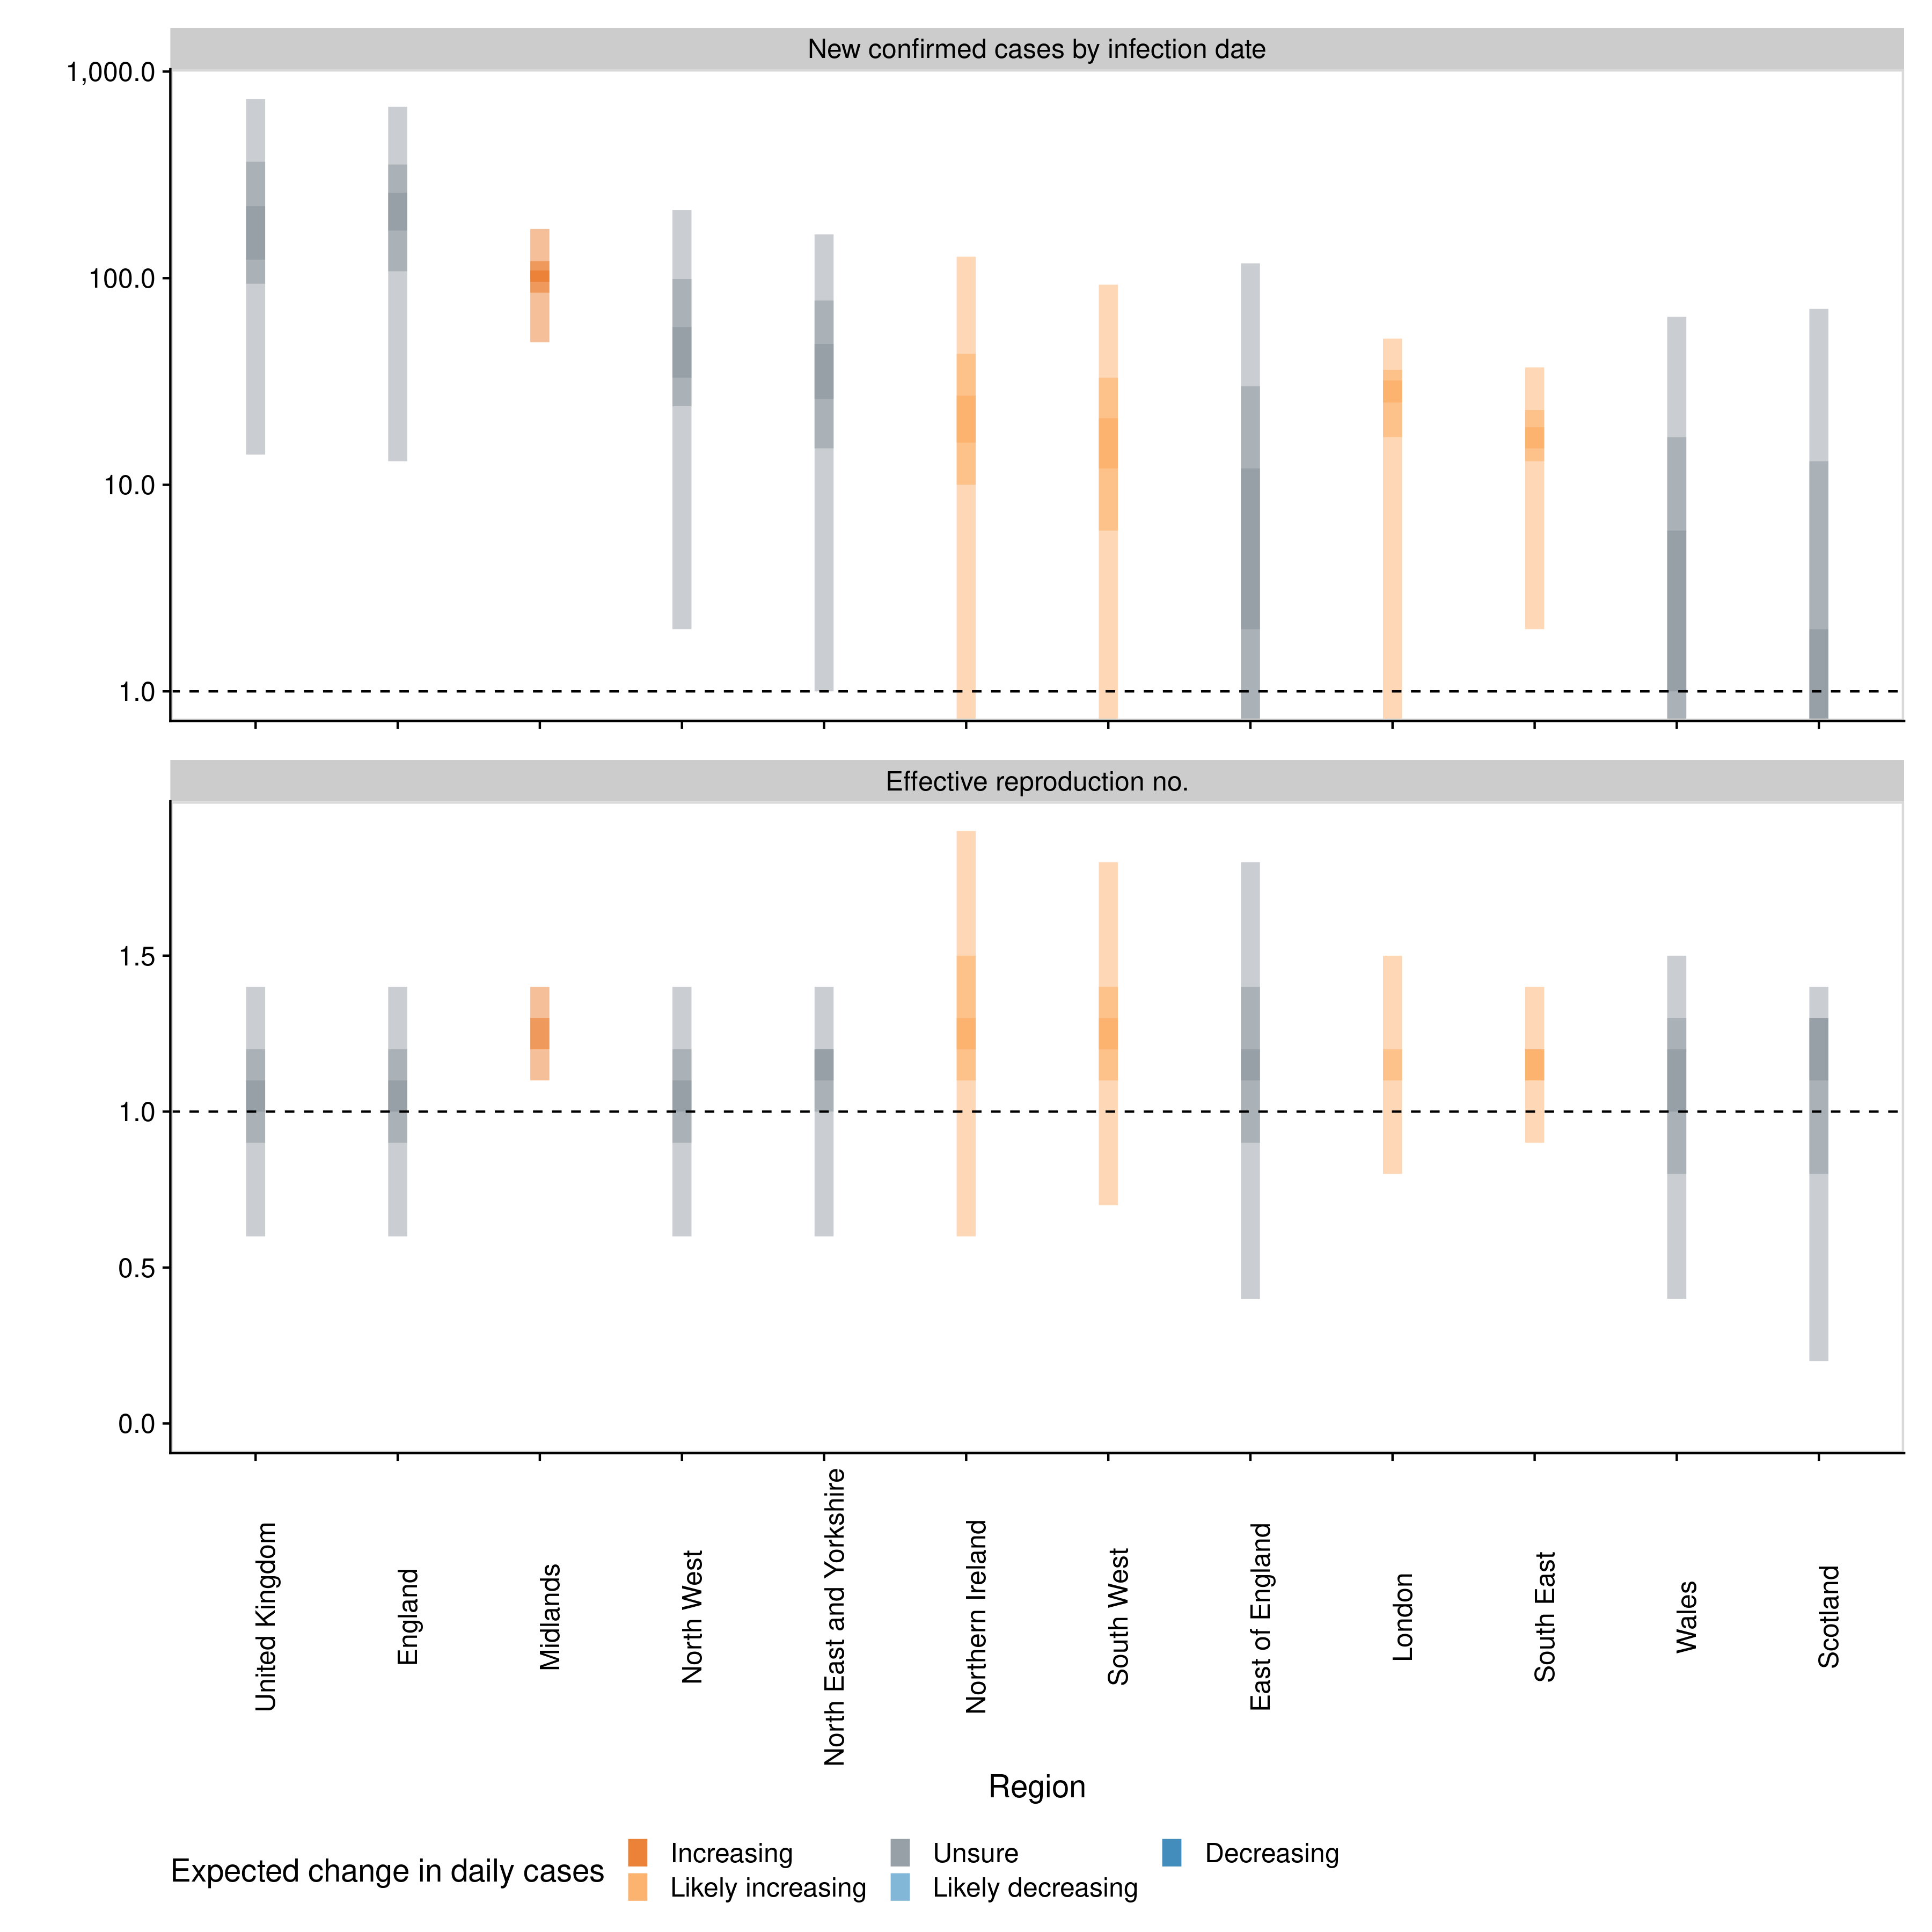 New confirmed cases by infection date
1,000.0
100.0
10.0
1.0
Effective reproduction no.
1.5
1.0
0.5
0.0
United Kingdom
England
Midlands
North West
North East and Yorkshire
Northern Ireland
South West
East of England
London
South East
Wales
Scotland
Region
Expected change in daily cases
Increasing
Likely increasing
Unsure
Likely decreasing
Decreasing